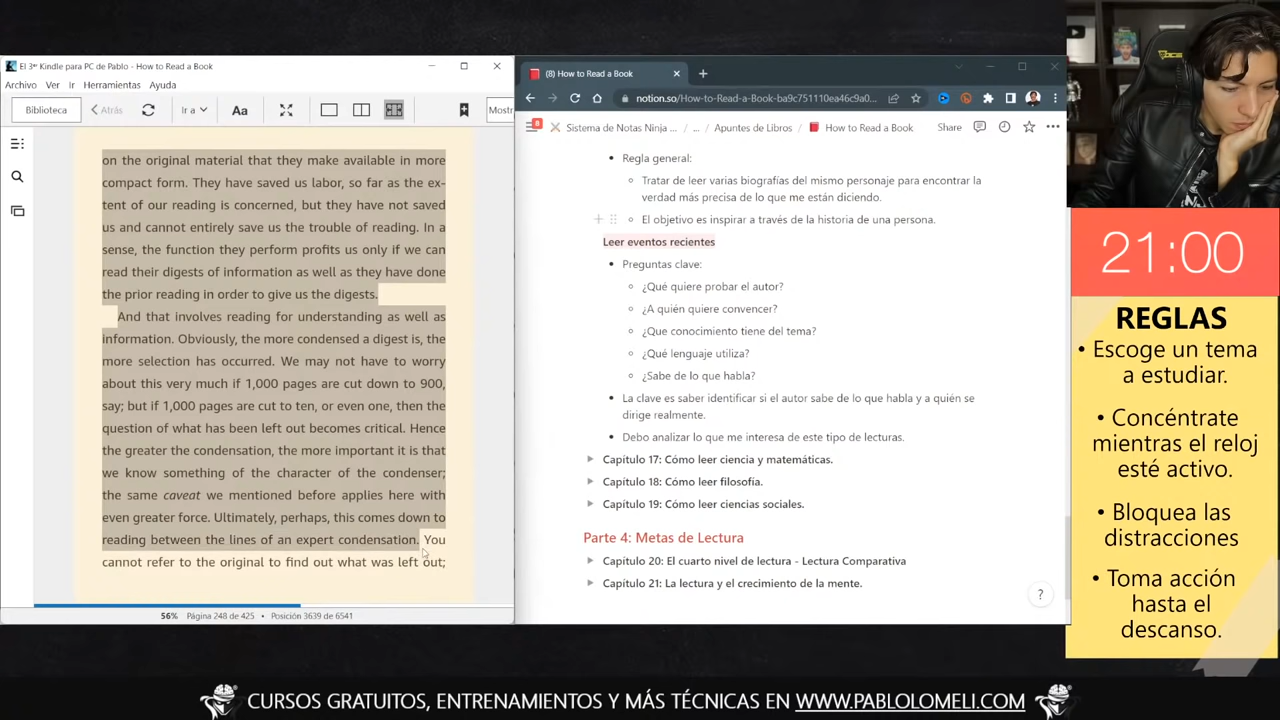 El 3er Kindle para PC de Pablo - How to Read a Book
Archivo Ver Ir Herramientas Ayuda
Biblioteca
Atrás
Ir a
Aa
Mostr
on the original material that they make available in more
compact form. They have saved us labor, so far as the ex-
tent of our reading is concerned, but they have not saved
us and cannot entirely save us the trouble of reading. In a
sense, the function they perform profits us only if we can
read their digests of information as well as they have done
the prior reading in order to give us the digests.
And that involves reading for understanding as well as
information. Obviously, the more condensed a digest is, the
more selection has occurred. We may not have to worry
about this very much if 1,000 pages are cut down to 900,
say; but if 1,000 pages are cut to ten, or even one, then the
question of what has been left out becomes critical. Hence
the greater the condensation, the more important it is that
we know something of the character of the condenser;
the same caveat we mentioned before applies here with
even greater force. Ultimately, perhaps, this comes down to
reading between the lines of an expert condensation. You
cannot refer to the original to find out what was left out;
56% Página 248 de 425 • Posición 3639 de 6541
(8) How to Read a Book
notion.so/How-to-Read-a-Book-ba9c751110ea46c9a0...
8
Sistema de Notas Ninja ... / ... / Apuntes de Libros / How to Read a Book
Share
• Regla general:
Tratar de leer varias biografías del mismo personaje para encontrar la
verdad más precisa de lo que me están diciendo.
El objetivo es inspirar a través de la historia de una persona.
Leer eventos recientes
• Preguntas clave:
¿Qué quiere probar el autor?
¿A quién quiere convencer?
¿Que conocimiento tiene del tema?
¿Qué lenguaje utiliza?
¿Sabe de lo que habla?
• La clave es saber identificar si el autor sabe de lo que habla y a quién se
dirige realmente.
• Debo analizar lo que me interesa de este tipo de lecturas.
Capítulo 17: Cómo leer ciencia y matemáticas.
Capítulo 18: Cómo leer filosofía.
Capítulo 19: Cómo leer ciencias sociales.
Parte 4: Metas de Lectura
Capítulo 20: El cuarto nivel de lectura - Lectura Comparativa
Capítulo 21: La lectura y el crecimiento de la mente.
?
21:00
REGLAS
• Escoge un tema
a estudiar.
• Concéntrate
mientras el reloj
esté activo.
• Bloquea las
distracciones
• Toma acción
hasta el
descanso.
CURSOS GRATUITOS, ENTRENAMIENTOS Y MÁS TÉCNICAS EN WWW.PABLOLOMELI.COM